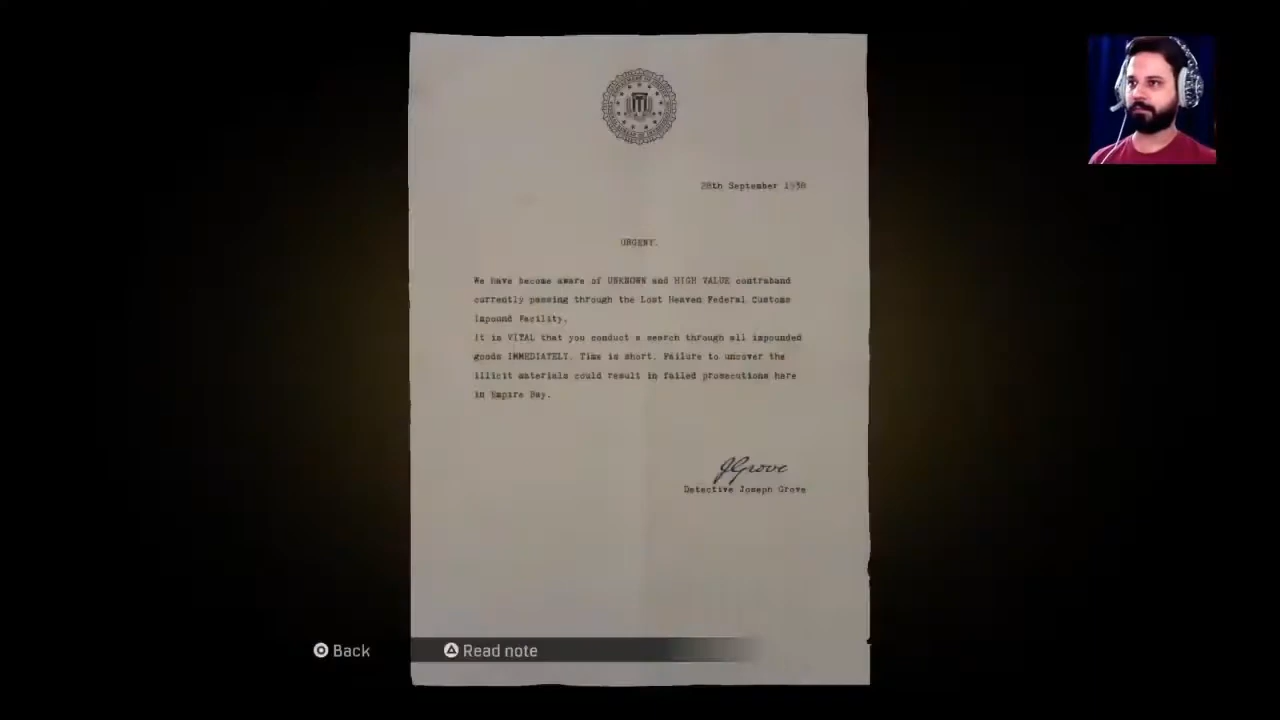 28th September 1938
URGENT.
We have become aware of UNKNOWN and HIGH VALUE contraband
currently passing through the Lost Heaven Federal Customs
Impound Facility.
It is VITAL that you conduct a search through all impounded
goods IMMEDIATELY. Time is short. Failure to uncover the
illicit materials could result in failed prosecutions here
in Empire Bay.
JGrove
Detective Joseph Grove
Back
Read note